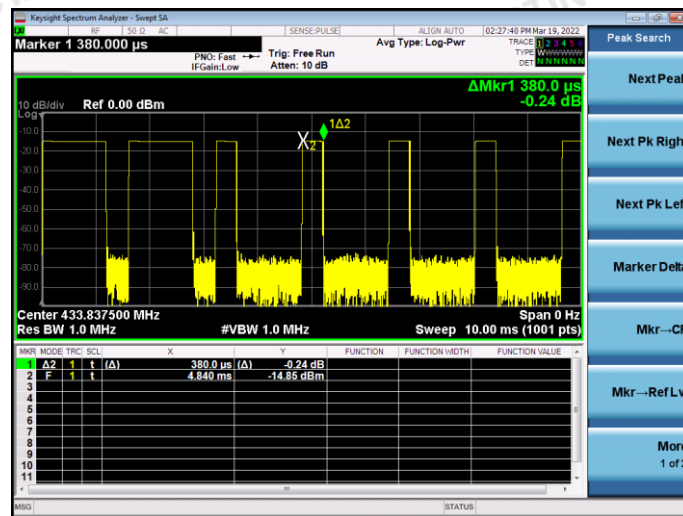 Keysight Spectrum Analyzer - Swept SA
RF 50 Ω AC SENSE:PULSE ALIGN AUTO 02:27:40 PM Mar 19, 2022
Marker 1 380.000 µs
PNO: Fast
IFGain:Low
Trig: Free Run
Atten: 10 dB
Avg Type: Log-Pwr
TRACE 1 2 3 4 5 6
TYPE W
DET N N N N N N
Peak Search
Next Peak
Next Pk Righ
Next Pk Lef
Marker Delta
Mkr→CF
Mkr→Ref Lv
More
1 of 2
ΔMkr1 380.0 µs
-0.24 dB
10 dB/div Ref 0.00 dBm
Log
-10.0
-20.0
-30.0
-40.0
-50.0
-60.0
-70.0
-80.0
-90.0
1Δ2
2
Center 433.837500 MHz Span 0 Hz
Res BW 1.0 MHz #VBW 1.0 MHz Sweep 10.00 ms (1001 pts)
MKR MODE TRC SCL X Y FUNCTION FUNCTION WIDTH FUNCTION VALUE
1 Δ2 1 t (Δ) 380.0 µs (Δ) -0.24 dB
2 F 1 t 4.840 ms -14.85 dBm
3
4
5
6
7
8
9
10
11
MSG STATUS